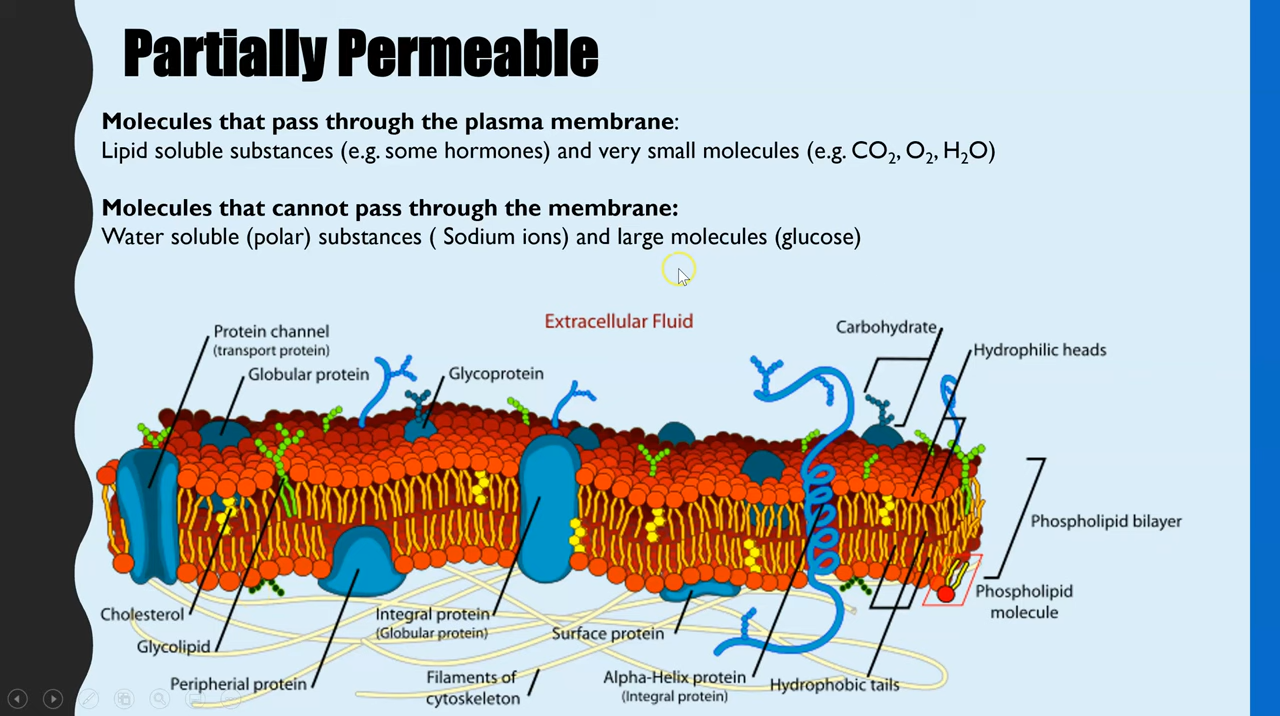 Partially Permeable
Molecules that pass through the plasma membrane:
Lipid soluble substances (e.g. some hormones) and very small molecules (e.g. CO₂, O₂, H₂O)
Molecules that cannot pass through the membrane:
Water soluble (polar) substances ( Sodium ions) and large molecules (glucose)
Extracellular Fluid
Protein channel
(transport protein)
Globular protein
Glycoprotein
Carbohydrate
Hydrophilic heads
Phospholipid bilayer
Phospholipid
molecule
Cholesterol
Glycolipid
Peripherial protein
Integral protein
(Globular protein)
Filaments of
cytoskeleton
Surface protein
Alpha-Helix protein
(Integral protein)
Hydrophobic tails